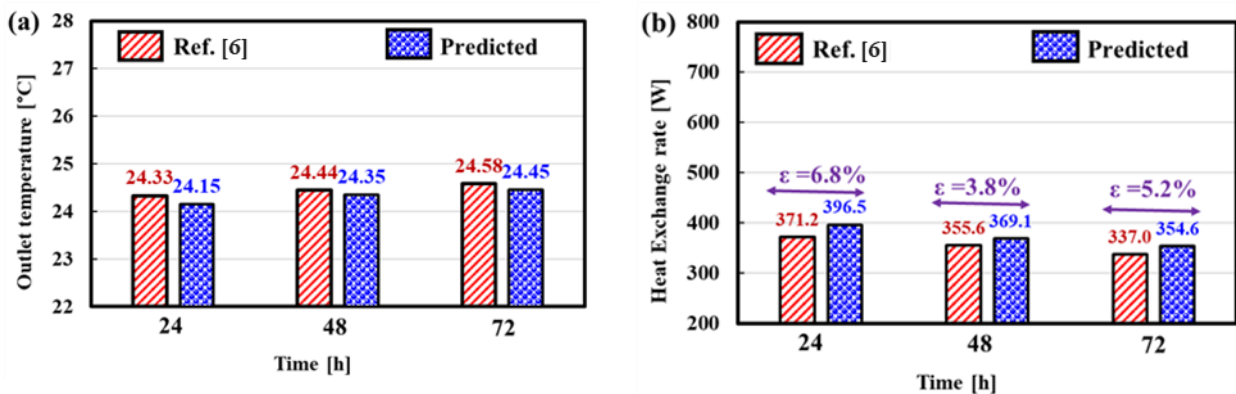 (a)
Outlet temperature [°C]
28
27
26
25
24
23
22
Ref. [6] Predicted
24.33 24.15 24.44 24.35 24.58 24.45
24 48 72
Time [h]
(b)
Heat Exchange rate [W]
800
700
600
500
400
300
200
Ref. [6] Predicted
ε =6.8% ε =3.8% ε =5.2%
371.2 396.5 355.6 369.1 337.0 354.6
24 48 72
Time [h]